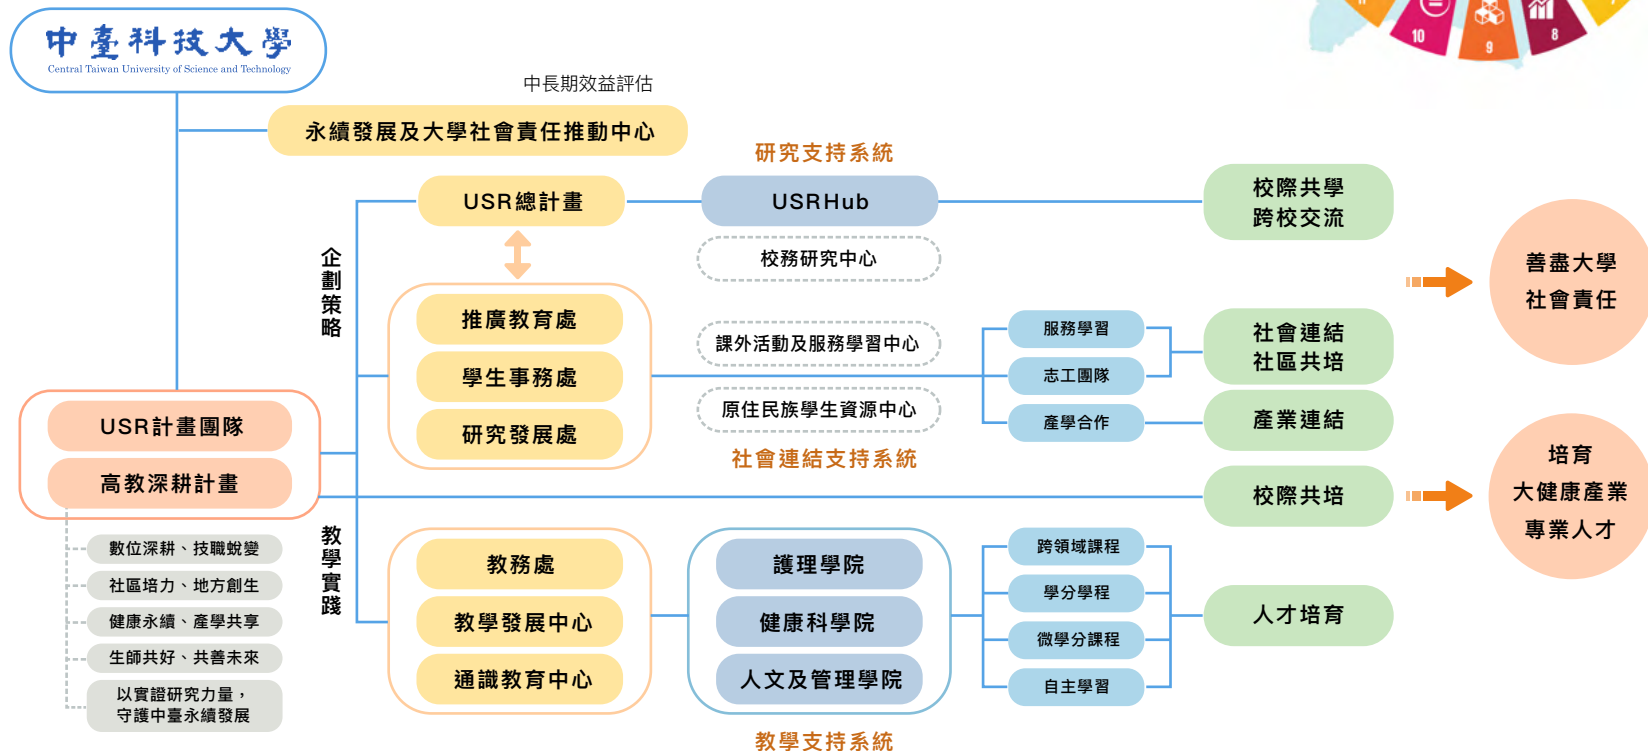 中臺科技大學
Central Taiwan University of Science and Technology
10
9
8
中長期效益評估
永續發展及大學社會責任推動中心
研究支持系統
企劃策略
USR總計畫
USRHub
校際共學
跨校交流
校務研究中心
善盡大學
社會責任
推廣教育處
學生事務處
研究發展處
課外活動及服務學習中心
原住民族學生資源中心
社會連結支持系統
服務學習
志工團隊
產學合作
社會連結
社區共培
產業連結
USR計畫團隊
高教深耕計畫
校際共培
培育
大健康產業
專業人才
數位深耕、技職蛻變
社區培力、地方創生
健康永續、產學共享
生師共好、共善未來
以實證研究力量，
守護中臺永續發展
教學實踐
教務處
教學發展中心
通識教育中心
護理學院
健康科學院
人文及管理學院
跨領域課程
學分學程
微學分課程
自主學習
人才培育
教學支持系統